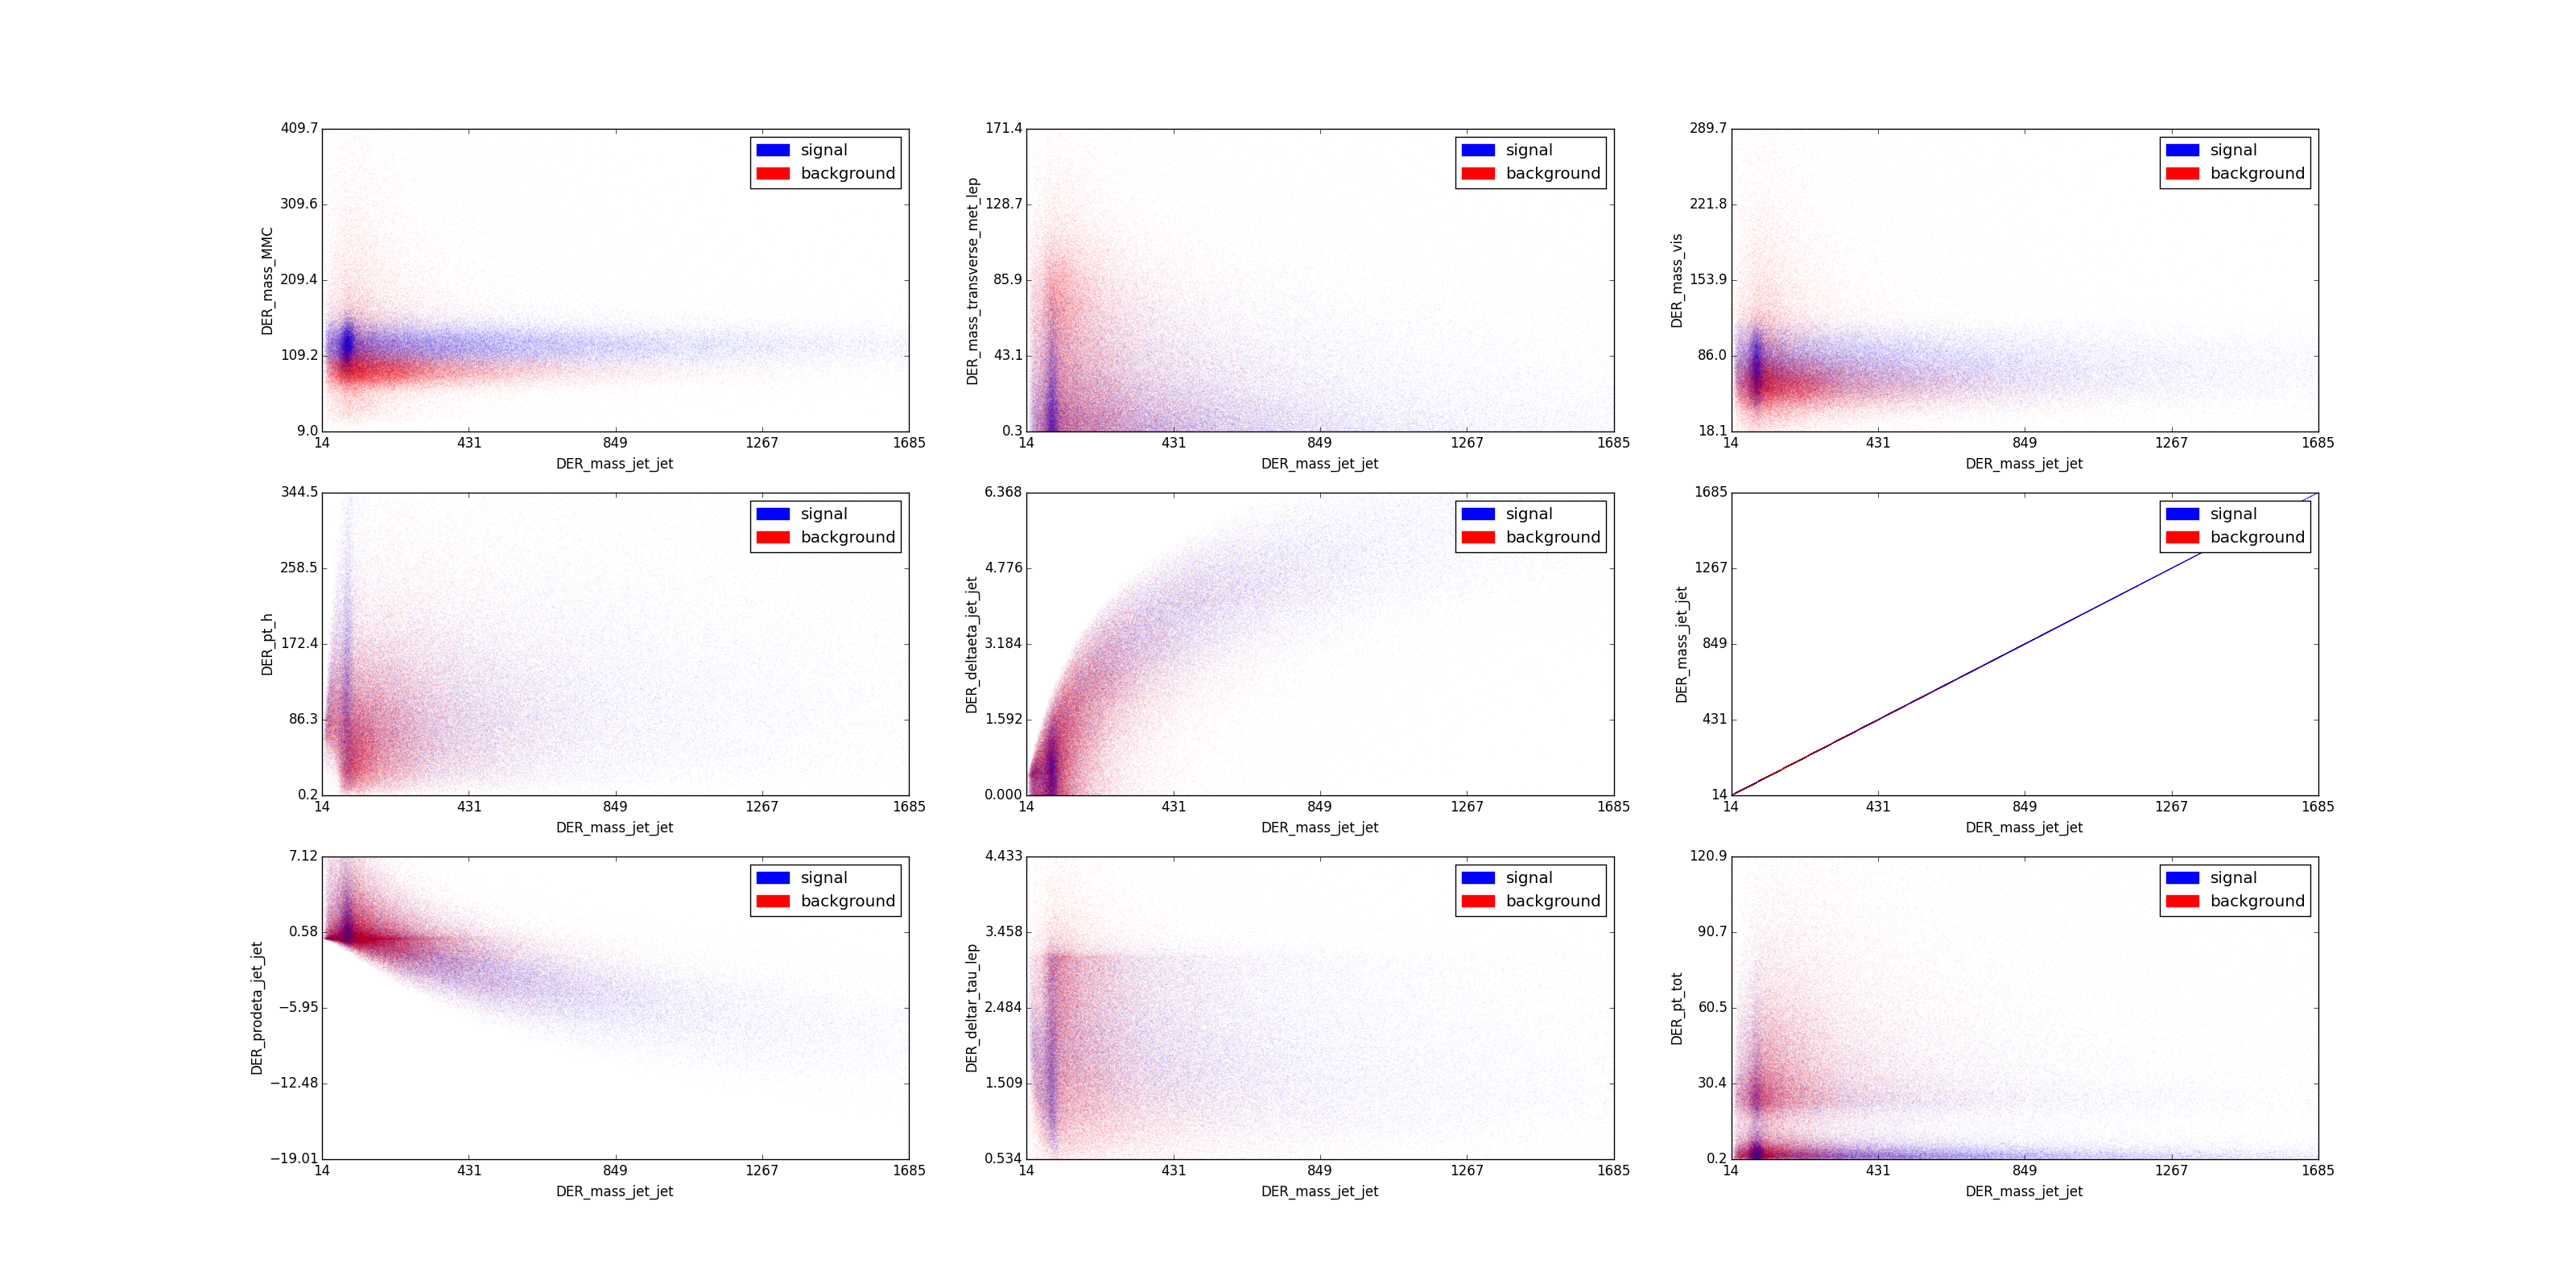 409.7
309.6
209.4
109.2
9.0
DER_mass_MMC
signal
background
14 431 849 1267 1685
DER_mass_jet_jet
171.4
128.7
85.9
43.1
0.3
DER_mass_transverse_met_lep
signal
background
14 431 849 1267 1685
DER_mass_jet_jet
289.7
221.8
153.9
86.0
18.1
DER_mass_vis
signal
background
14 431 849 1267 1685
DER_mass_jet_jet
344.5
258.5
172.4
86.3
0.2
DER_pt_h
signal
background
14 431 849 1267 1685
DER_mass_jet_jet
6.368
4.776
3.184
1.592
0.000
DER_deltaeta_jet_jet
signal
background
14 431 849 1267 1685
DER_mass_jet_jet
1685
1267
849
431
14
DER_mass_jet_jet
signal
background
14 431 849 1267 1685
DER_mass_jet_jet
7.12
0.58
−5.95
−12.48
−19.01
DER_prodeta_jet_jet
signal
background
14 431 849 1267 1685
DER_mass_jet_jet
4.433
3.458
2.484
1.509
0.534
DER_deltar_tau_lep
signal
background
14 431 849 1267 1685
DER_mass_jet_jet
120.9
90.7
60.5
30.4
0.2
DER_pt_tot
signal
background
14 431 849 1267 1685
DER_mass_jet_jet